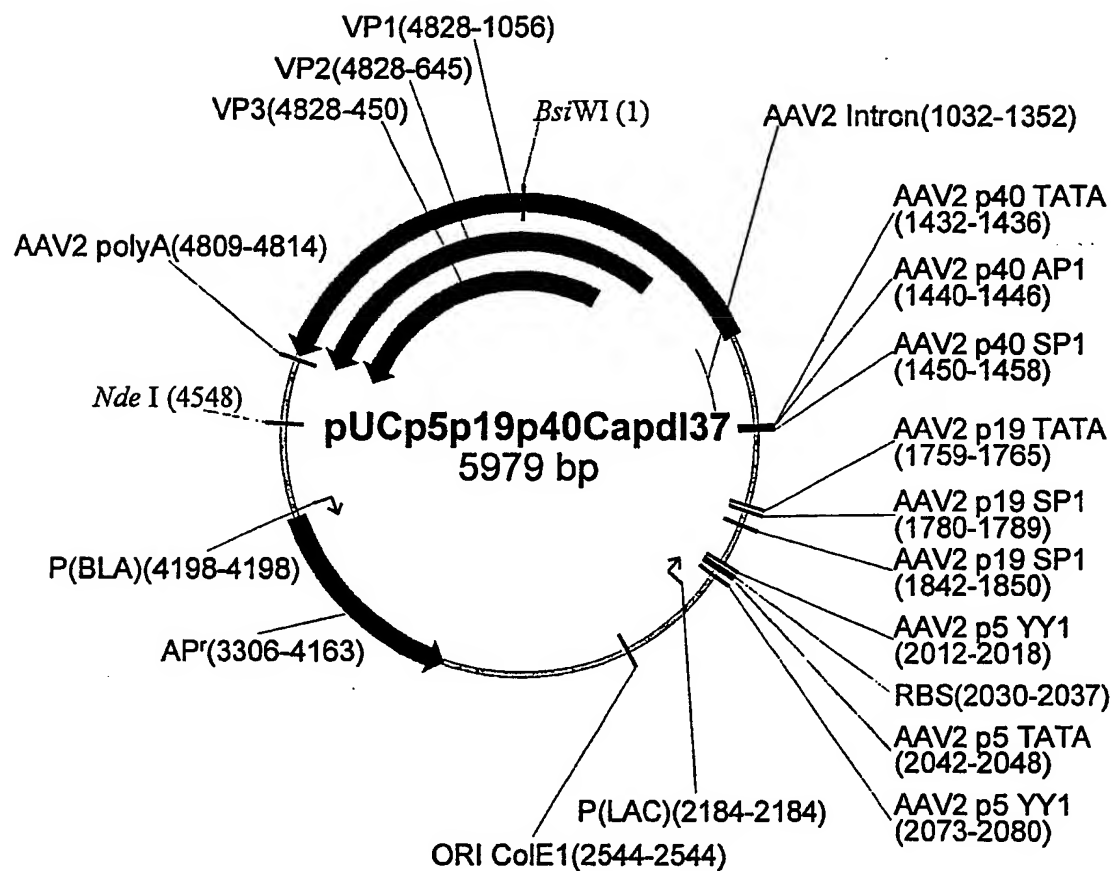 VP1(4828-1056)
VP2(4828-645)
VP3(4828-450)
BsiWI (1)
AAV2 Intron(1032-1352)
AAV2 p40 TATA
(1432-1436)
AAV2 p40 AP1
(1440-1446)
AAV2 p40 SP1
(1450-1458)
AAV2 p19 TATA
(1759-1765)
AAV2 p19 SP1
(1780-1789)
AAV2 p19 SP1
(1842-1850)
AAV2 p5 YY1
(2012-2018)
RBS(2030-2037)
AAV2 p5 TATA
(2042-2048)
AAV2 p5 YY1
(2073-2080)
AAV2 polyA(4809-4814)
Nde I (4548)
pUCp5p19p40CapdI37
5979 bp
P(BLA)(4198-4198)
APr(3306-4163)
P(LAC)(2184-2184)
ORI ColE1(2544-2544)